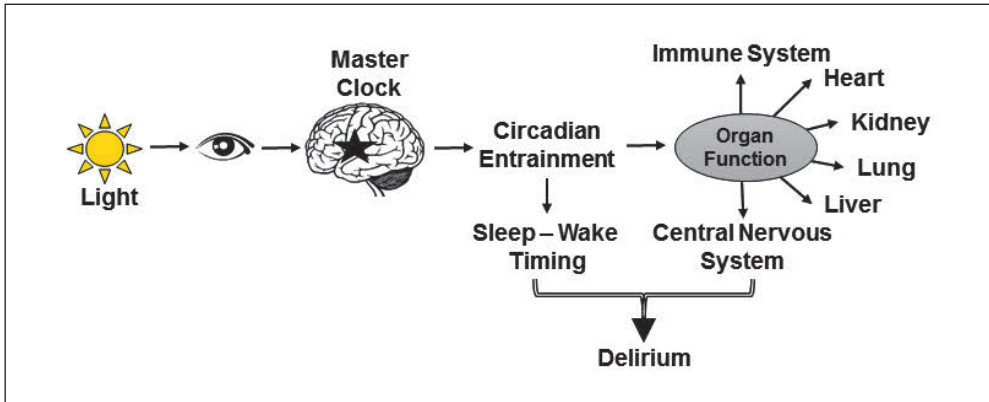 Light
Master
Clock
Circadian
Entrainment
Sleep – Wake
Timing
Organ
Function
Immune System
Heart
Kidney
Lung
Liver
Central Nervous
System
Delirium